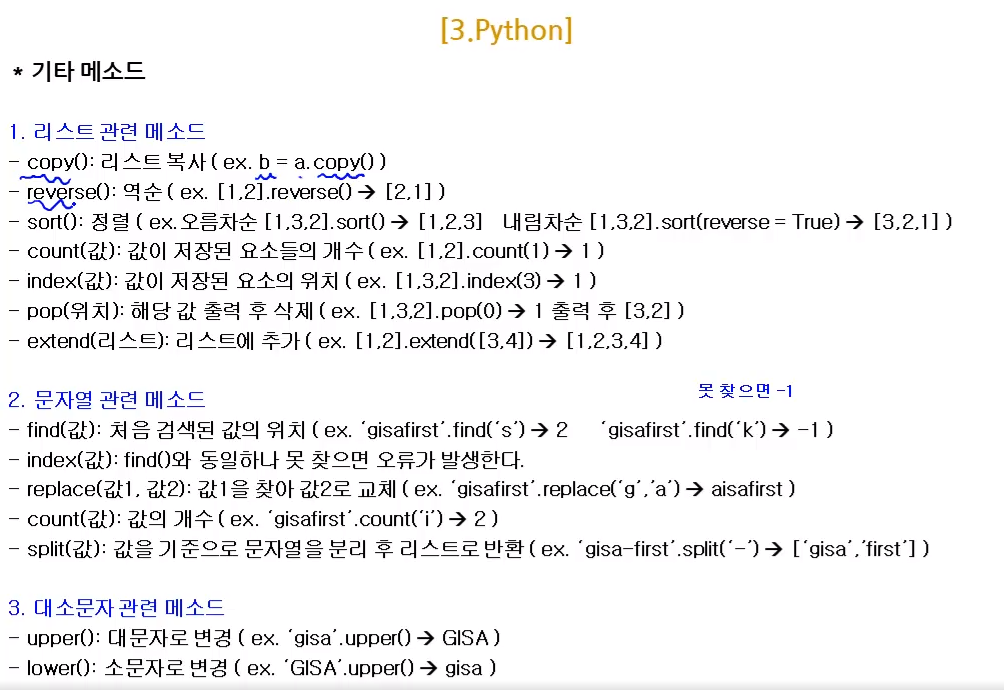 [3.Python]
* 기타 메소드
1. 리스트 관련 메소드
- copy(): 리스트 복사 ( ex. b = a.copy() )
- reverse(): 역순 ( ex. [1,2].reverse() → [2,1] )
- sort(): 정렬 ( ex.오름차순 [1,3,2].sort() → [1,2,3] 내림차순 [1,3,2].sort(reverse = True) → [3,2,1] )
- count(값): 값이 저장된 요소들의 개수 ( ex. [1,2].count(1) → 1 )
- index(값): 값이 저장된 요소의 위치 ( ex. [1,3,2].index(3) → 1 )
- pop(위치): 해당 값 출력 후 삭제 ( ex. [1,3,2].pop(0) → 1 출력 후 [3,2] )
- extend(리스트): 리스트에 추가 ( ex. [1,2].extend([3,4]) → [1,2,3,4] )
2. 문자열 관련 메소드
못 찾으면 -1
- find(값): 처음 검색된 값의 위치 ( ex. ‘gisafirst’.find(‘s’) → 2 ‘gisafirst’.find(‘k’) → -1 )
- index(값): find()와 동일하나 못 찾으면 오류가 발생한다.
- replace(값1, 값2): 값1을 찾아 값2로 교체 ( ex. ‘gisafirst’.replace(‘g’,’a’) → aisafirst )
- count(값): 값의 개수 ( ex. ‘gisafirst’.count(‘i’) → 2 )
- split(값): 값을 기준으로 문자열을 분리 후 리스트로 반환 ( ex. ‘gisa-first’.split(‘-’) → [‘gisa’,’first’] )
3. 대소문자 관련 메소드
- upper(): 대문자로 변경 ( ex. ‘gisa’.upper() → GISA )
- lower(): 소문자로 변경 ( ex. ‘GISA’.upper() → gisa )